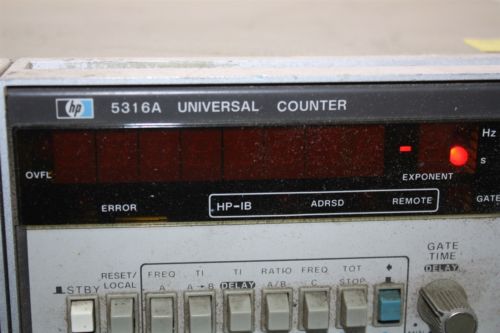 hp 5316A UNIVERSAL COUNTER
Hz
s
OVFL
EXPONENT
ERROR
HP-IB ADRSD REMOTE
GATE
STBY
RESET/
LOCAL
FREQ
A
TI
A → B
TI
DELAY
RATIO
A/B
FREQ
C
TOT
STOP
GATE
TIME
DELAY